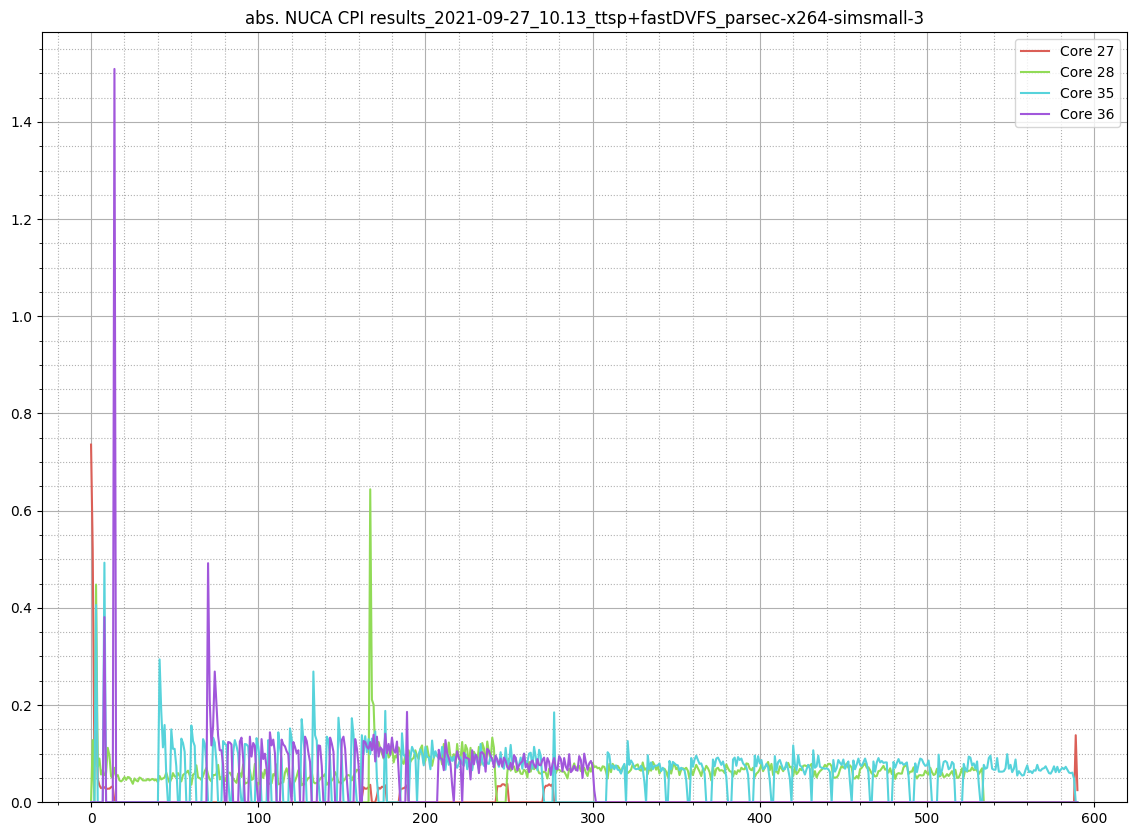 abs. NUCA CPI results_2021-09-27_10.13_ttsp+fastDVFS_parsec-x264-simsmall-3
Core 27
Core 28
Core 35
Core 36
1.4
1.2
1.0
0.8
0.6
0.4
0.2
0.0
0 100 200 300 400 500 600